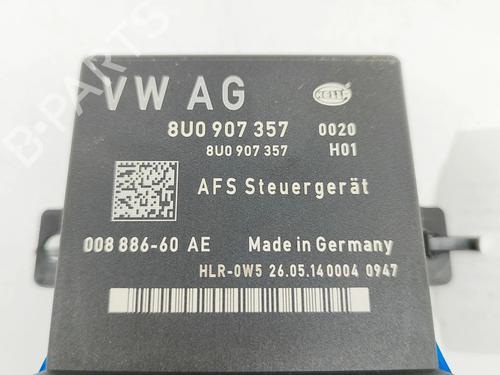 VW AG
HELLA
8U0 907 357 0020
8U0 907 357 H01
AFS Steuergerät
008 886-60 AE Made in Germany
HLR-0W5 26.05.14 0004 0947
B-PARTS